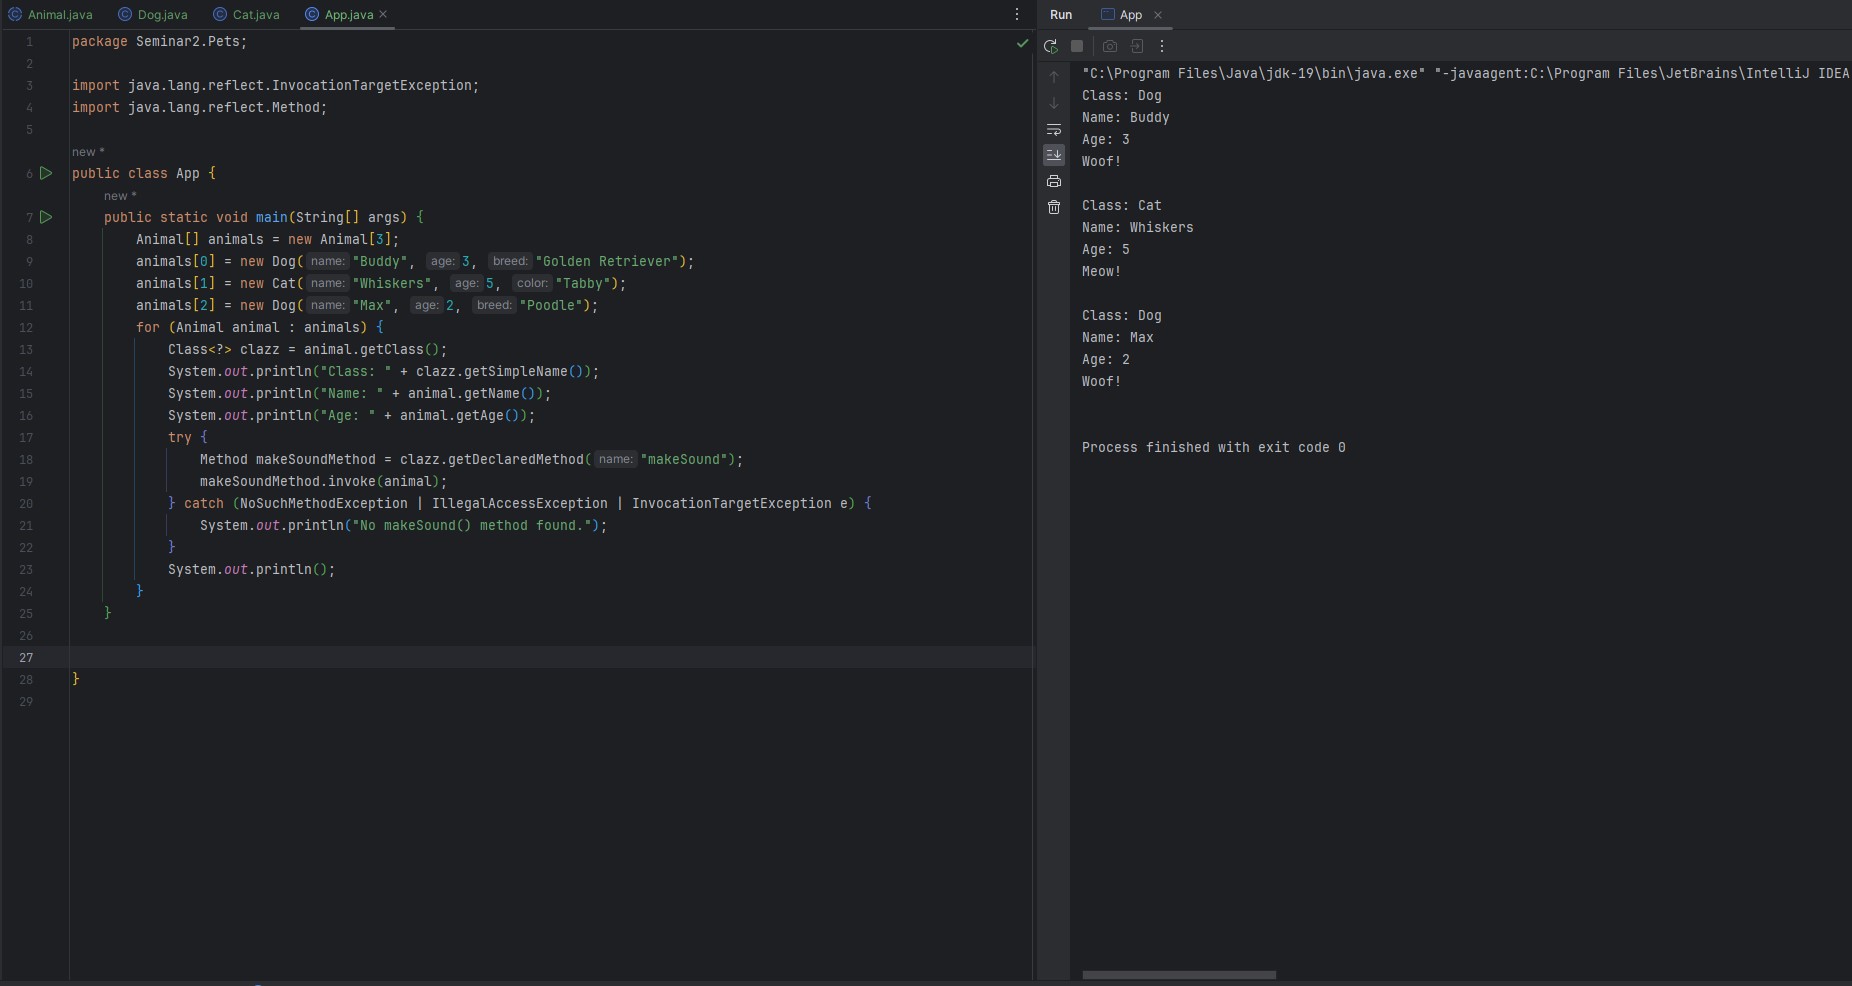 Animal.java Dog.java Cat.java App.java
1 package Seminar2.Pets;
2
3 import java.lang.reflect.InvocationTargetException;
4 import java.lang.reflect.Method;
5
new *
6 public class App {
new *
7 public static void main(String[] args) {
8 Animal[] animals = new Animal[3];
9 animals[0] = new Dog( name: "Buddy", age: 3, breed: "Golden Retriever");
10 animals[1] = new Cat( name: "Whiskers", age: 5, color: "Tabby");
11 animals[2] = new Dog( name: "Max", age: 2, breed: "Poodle");
12 for (Animal animal : animals) {
13 Class<?> clazz = animal.getClass();
14 System.out.println("Class: " + clazz.getSimpleName());
15 System.out.println("Name: " + animal.getName());
16 System.out.println("Age: " + animal.getAge());
17 try {
18 Method makeSoundMethod = clazz.getDeclaredMethod( name: "makeSound");
19 makeSoundMethod.invoke(animal);
20 } catch (NoSuchMethodException | IllegalAccessException | InvocationTargetException e) {
21 System.out.println("No makeSound() method found.");
22 }
23 System.out.println();
24 }
25 }
26
27
28 }
29
Run App
"C:\Program Files\Java\jdk-19\bin\java.exe" "-javaagent:C:\Program Files\JetBrains\IntelliJ IDEA
Class: Dog
Name: Buddy
Age: 3
Woof!
Class: Cat
Name: Whiskers
Age: 5
Meow!
Class: Dog
Name: Max
Age: 2
Woof!
Process finished with exit code 0